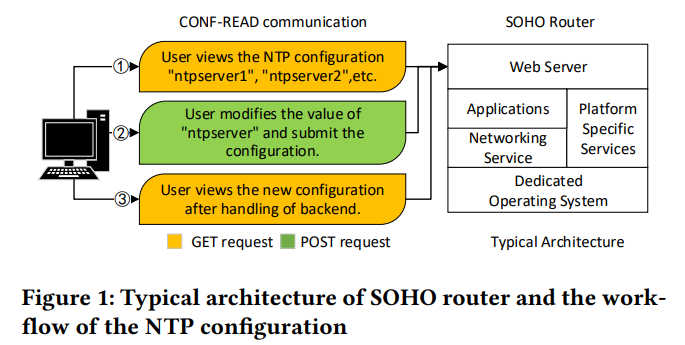 CONF-READ communication
SOHO Router
①
User views the NTP configuration
"ntpserver1", "ntpserver2",etc.
②
User modifies the value of
"ntpserver" and submit the
configuration.
③
User views the new configuration
after handling of backend.
Web Server
Applications
Networking
Service
Platform
Specific
Services
Dedicated
Operating System
GET request
POST request
Typical Architecture
Figure 1: Typical architecture of SOHO router and the work-
flow of the NTP configuration